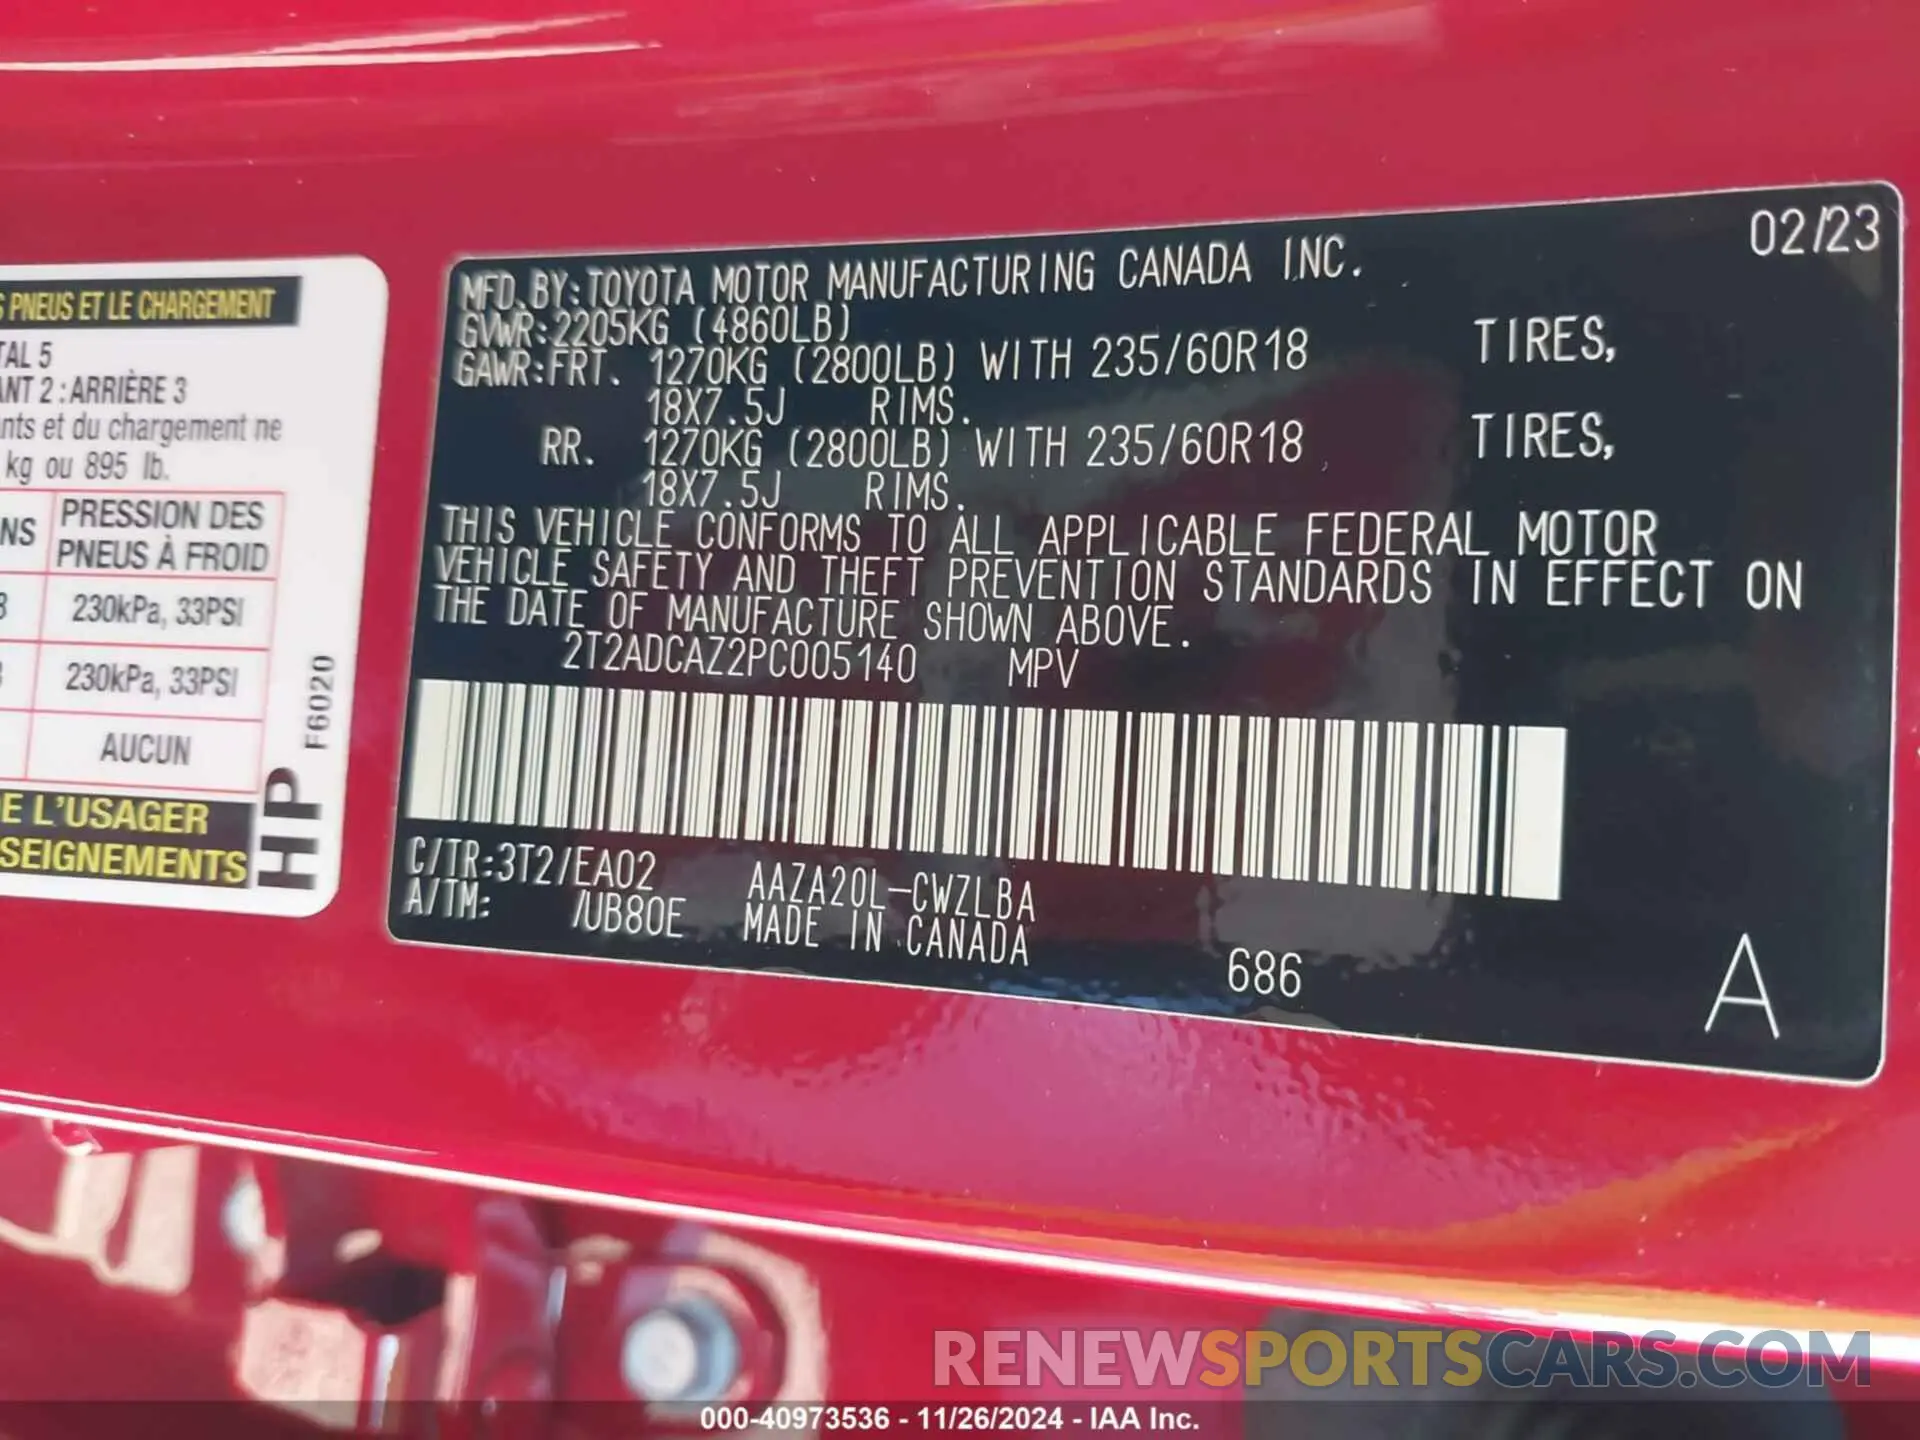 S PNEUS ET LE CHARGEMENT
TAL 5
ANT 2 : ARRIÈRE 3
nts et du chargement ne
kg ou 895 lb.
NS PRESSION DES
PNEUS À FROID
230kPa, 33PSI
230kPa, 33PSI
AUCUN
E L'USAGER
SEIGNEMENTS
HP
F6020
02/23
MFD. BY: TOYOTA MOTOR MANUFACTURING CANADA INC.
GVWR: 2205KG (4860LB)
GAWR: FRT. 1270KG (2800LB) WITH 235/60R18 TIRES,
18X7.5J RIMS.
RR. 1270KG (2800LB) WITH 235/60R18 TIRES,
18X7.5J RIMS.
THIS VEHICLE CONFORMS TO ALL APPLICABLE FEDERAL MOTOR
VEHICLE SAFETY AND THEFT PREVENTION STANDARDS IN EFFECT ON
THE DATE OF MANUFACTURE SHOWN ABOVE.
2T2ADCAZ2PC005140 MPV
C/TR: 3T2/EA02 AAZA20L-CWZLBA
A/TM: /UB80E MADE IN CANADA
686
A
RENEWSPORTSCARS.COM
000-40973536 - 11/26/2024 - IAA Inc.